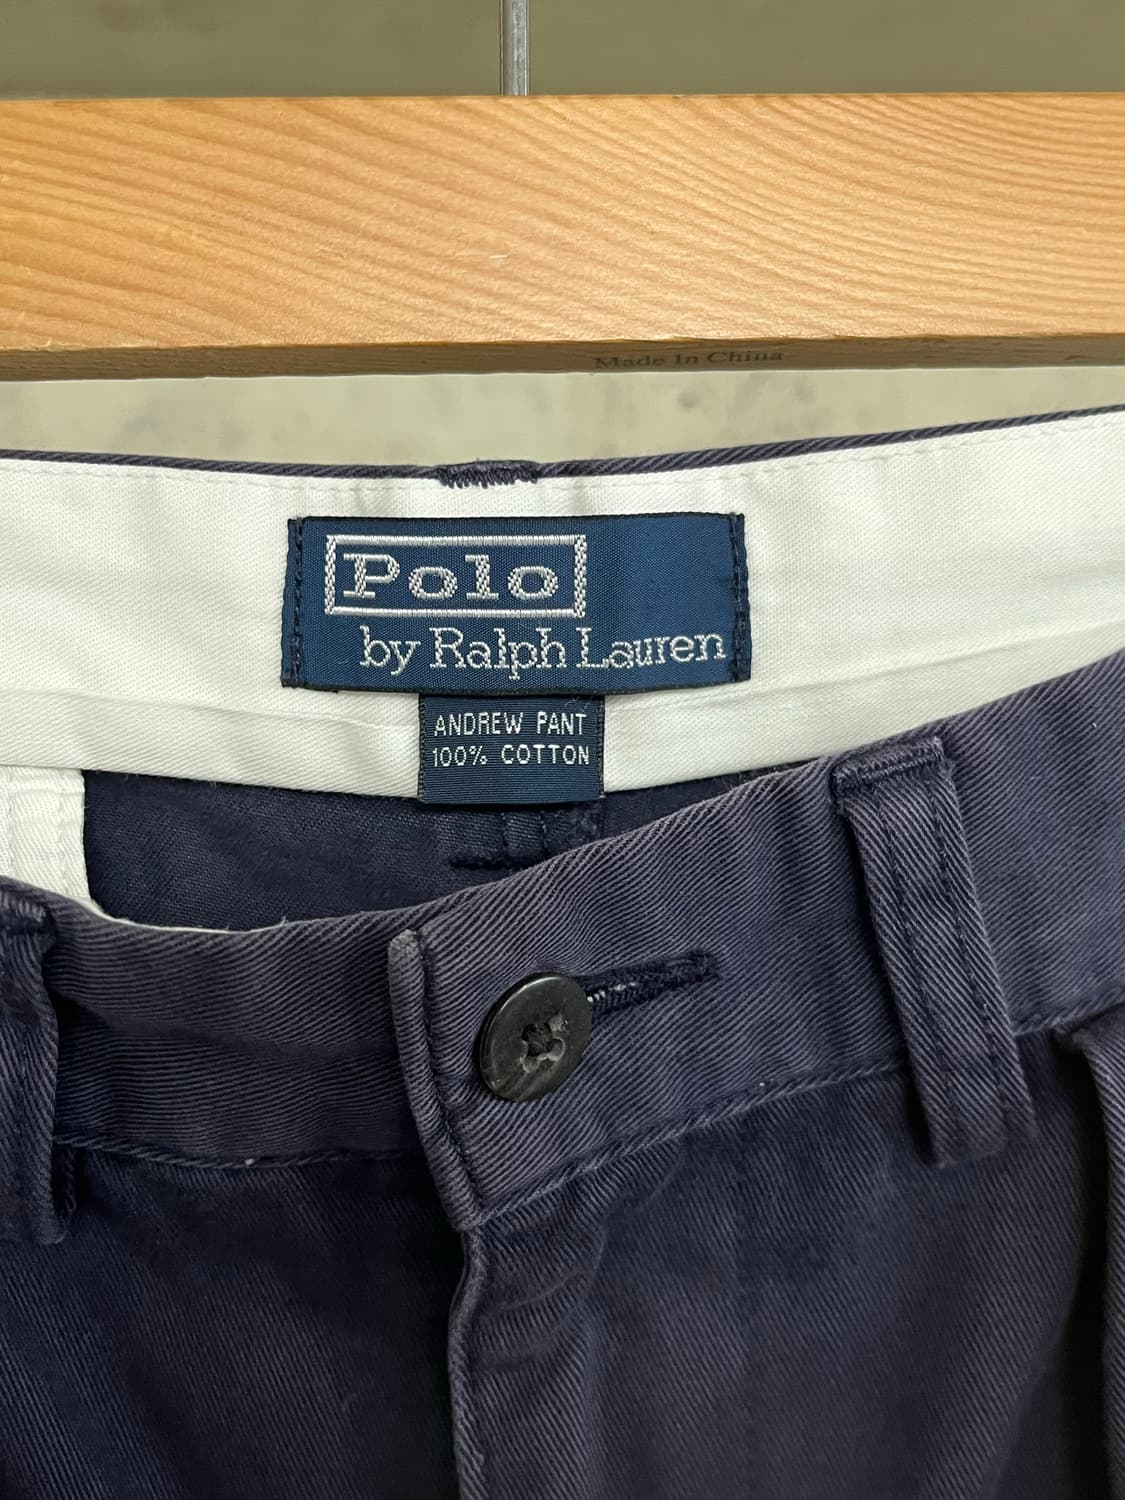 Made In China
Polo
by Ralph Lauren
ANDREW PANT
100% COTTON